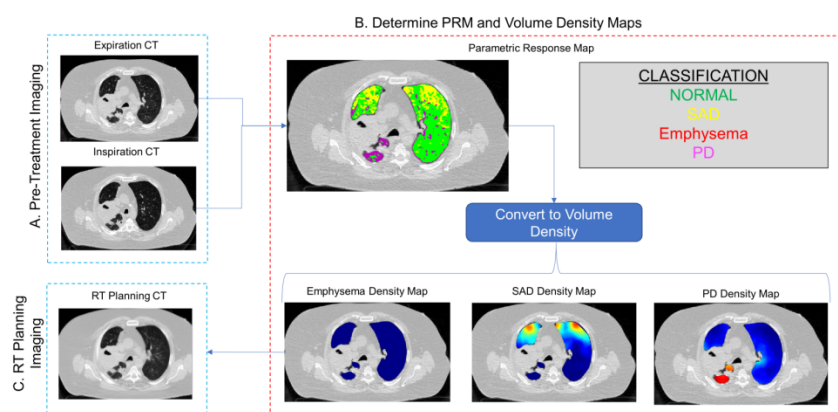 B. Determine PRM and Volume Density Maps
A. Pre-Treatment Imaging
Expiration CT
Inspiration CT
Parametric Response Map
CLASSIFICATION
NORMAL
SAD
Emphysema
PD
Convert to Volume
Density
C. RT Planning
Imaging
RT Planning CT
Emphysema Density Map
SAD Density Map
PD Density Map